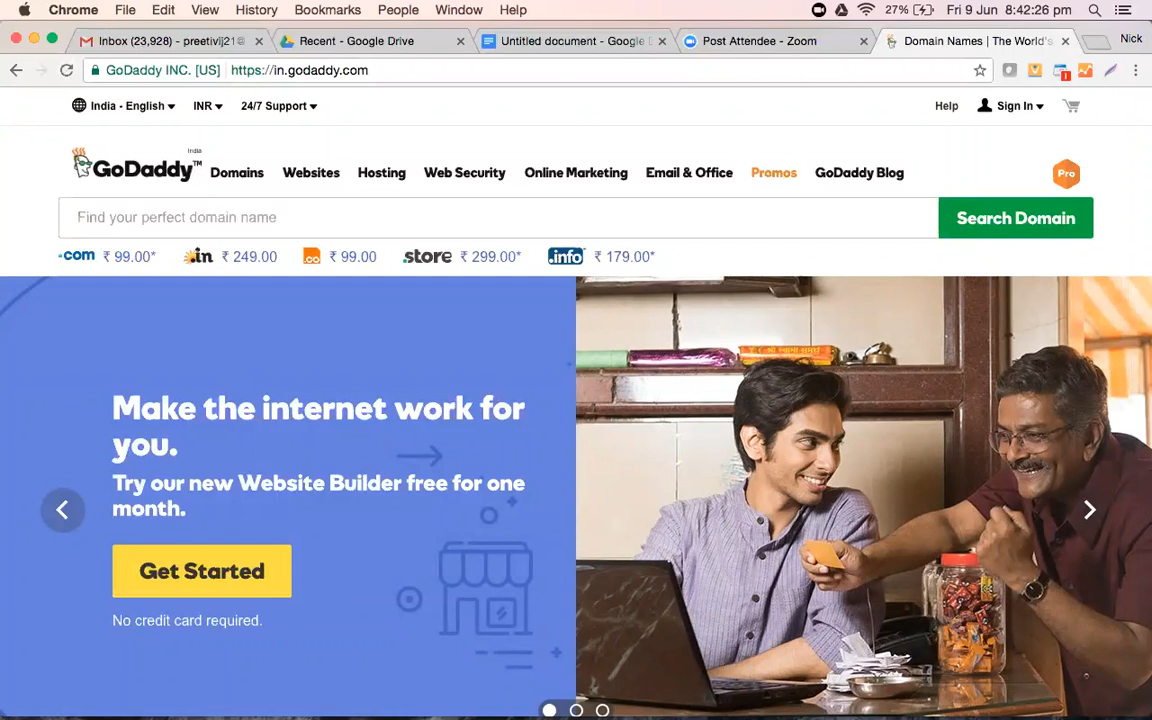 Chrome File Edit View History Bookmarks People Window Help 27% Fri 9 Jun 8:42:26 pm
Inbox (23,928) - preetivij21@ Recent - Google Drive Untitled document - Google Post Attendee - Zoom Domain Names | The World's Nick
GoDaddy INC. [US] https://in.godaddy.com
India - English INR 24/7 Support Help Sign In
India
GoDaddy™ Domains Websites Hosting Web Security Online Marketing Email & Office Promos GoDaddy Blog Pro
Find your perfect domain name Search Domain
.com ₹ 99.00* .in ₹ 249.00 .co ₹ 99.00 .store ₹ 299.00* .info ₹ 179.00*
Make the internet work for
you.
Try our new Website Builder free for one
month.
Get Started
No credit card required.